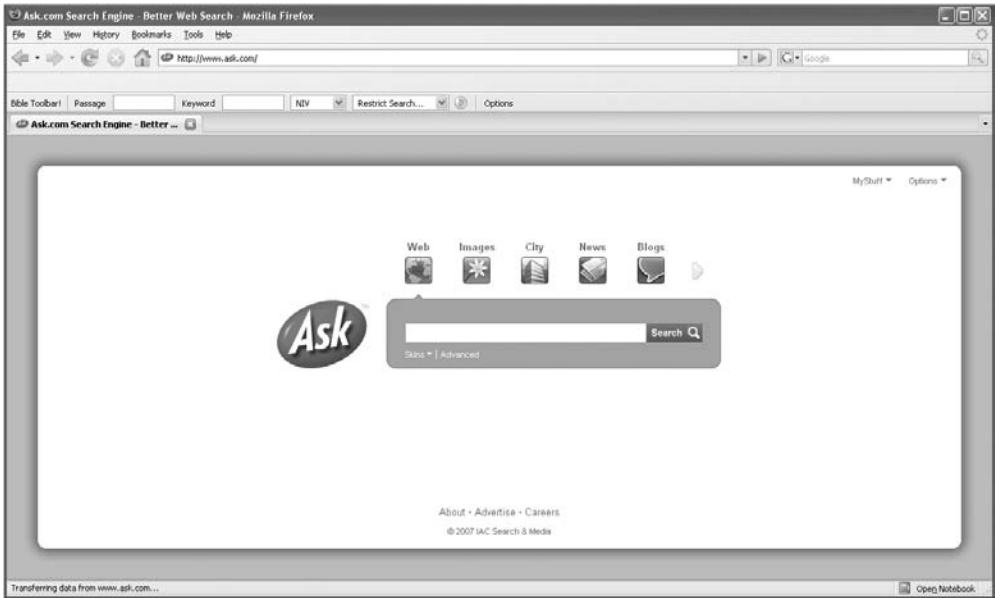 Ask.com Search Engine - Better Web Search - Mozilla Firefox
File Edit View History Bookmarks Tools Help
http://www.ask.com/ G Google
Bible Toolbar! Passage Keyword NIV Restrict Search... Options
Ask.com Search Engine - Better ...
MyStuff Options
Web Images City News Blogs
Ask™
Search
Skins | Advanced
About - Advertise - Careers
© 2007 IAC Search & Media
Transferring data from www.ask.com... Open Notebook